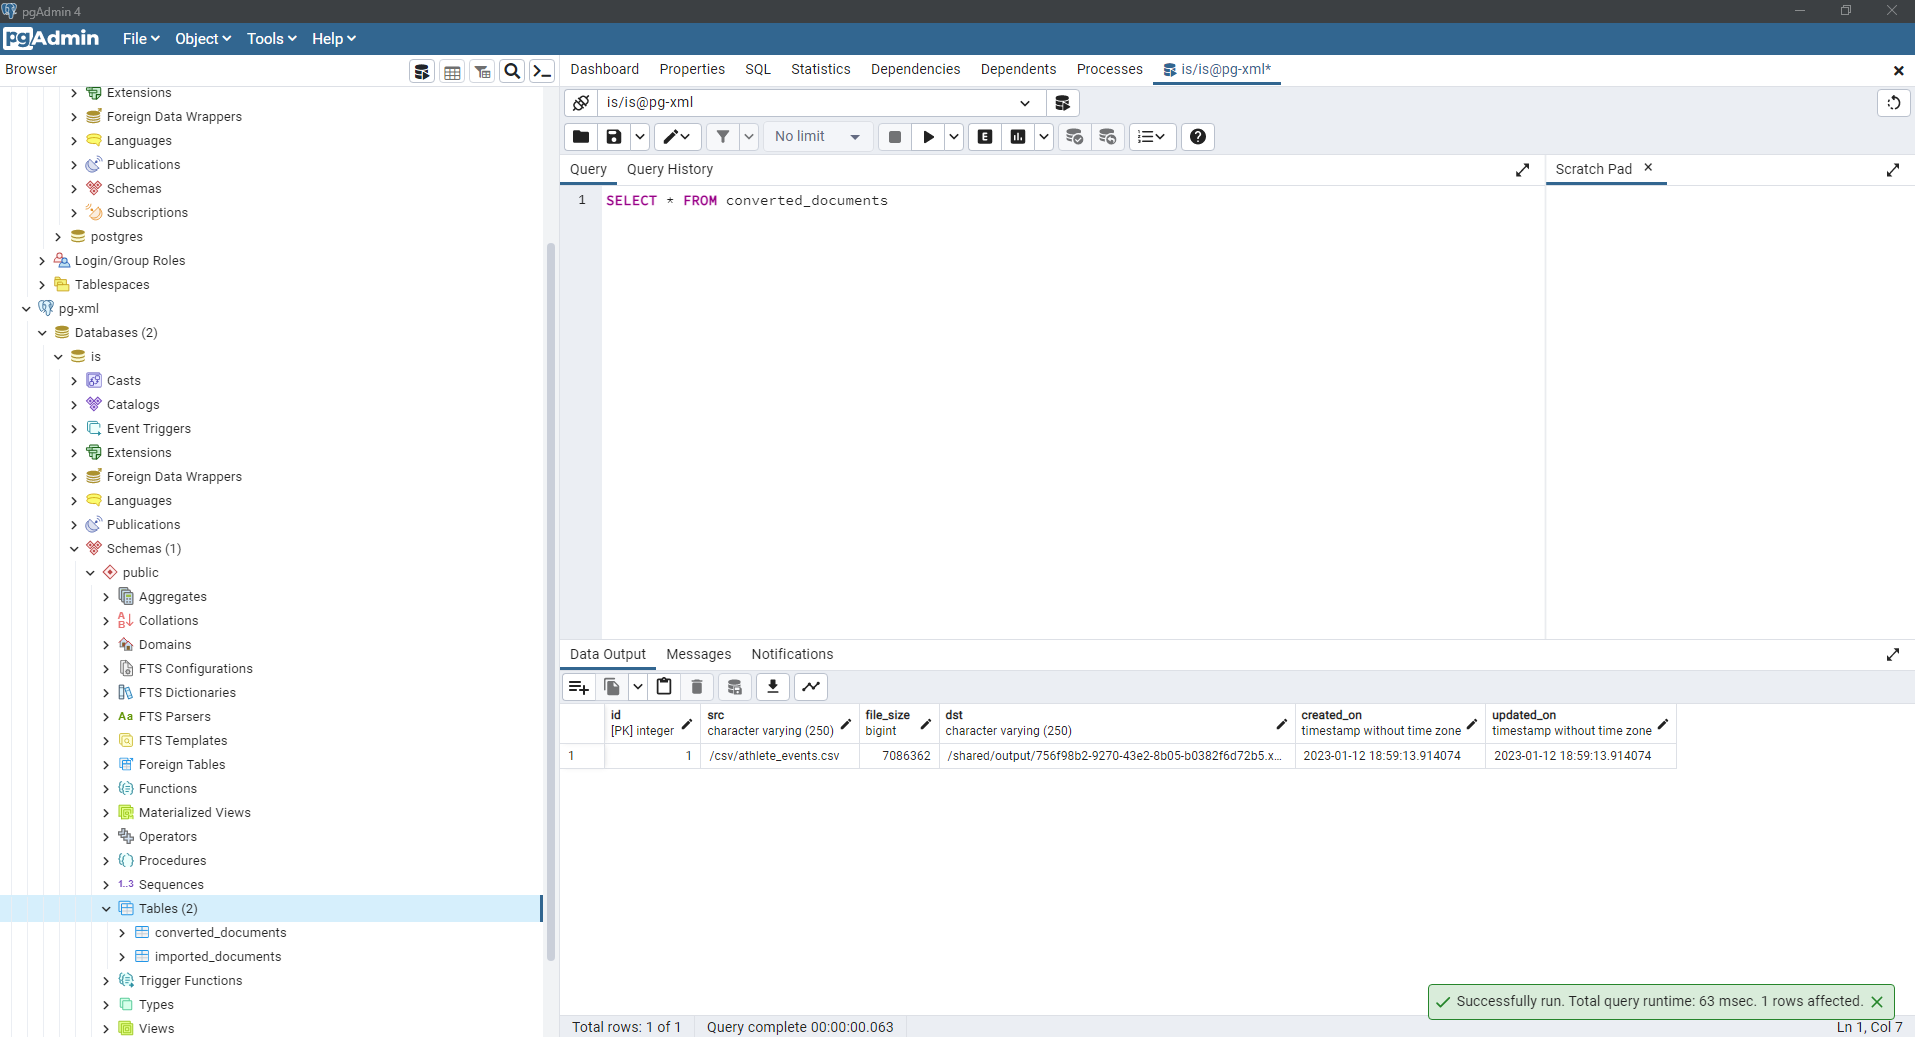 pgAdmin 4
pgAdmin File Object Tools Help
Browser
Dashboard Properties SQL Statistics Dependencies Dependents Processes is/is@pg-xml*
Extensions
Foreign Data Wrappers
Languages
Publications
Schemas
Subscriptions
postgres
Login/Group Roles
Tablespaces
pg-xml
Databases (2)
is
Casts
Catalogs
Event Triggers
Extensions
Foreign Data Wrappers
Languages
Publications
Schemas (1)
public
Aggregates
Collations
Domains
FTS Configurations
FTS Dictionaries
Aa FTS Parsers
FTS Templates
Foreign Tables
Functions
Materialized Views
Operators
Procedures
1..3 Sequences
Tables (2)
converted_documents
imported_documents
Trigger Functions
Types
Views
is/is@pg-xml
No limit E
Query Query History
Scratch Pad
1 SELECT * FROM converted_documents
Data Output Messages Notifications
id src file_size dst created_on updated_on
[PK] integer character varying (250) bigint character varying (250) timestamp without time zone timestamp without time zone
1 1 /csv/athlete_events.csv 7086362 /shared/output/756f98b2-9270-43e2-8b05-b0382f6d72b5.x... 2023-01-12 18:59:13.914074 2023-01-12 18:59:13.914074
Successfully run. Total query runtime: 63 msec. 1 rows affected.
Total rows: 1 of 1 Query complete 00:00:00.063 Ln 1, Col 7